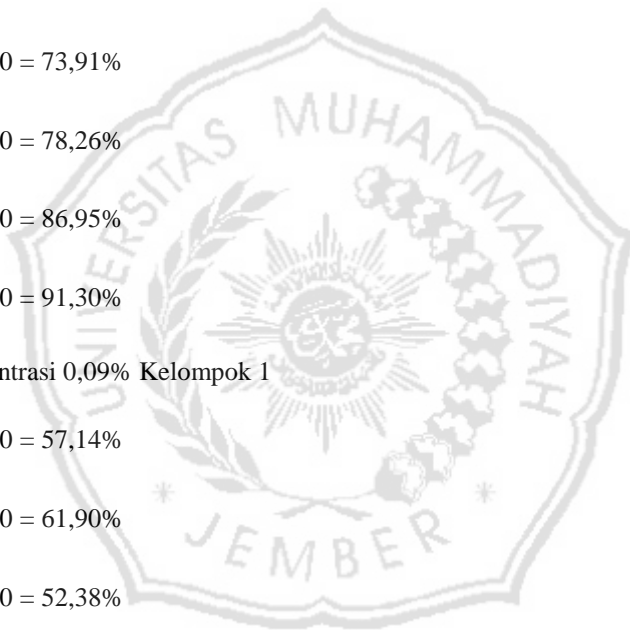 0 = 73,91%
UNIVERSITAS MUHAMMADIYAH
0 = 78,26%
0 = 86,95%
0 = 91,30%
ntrasi 0,09% Kelompok 1
0 = 57,14%
0 = 61,90%
JEMBER
0 = 52,38%